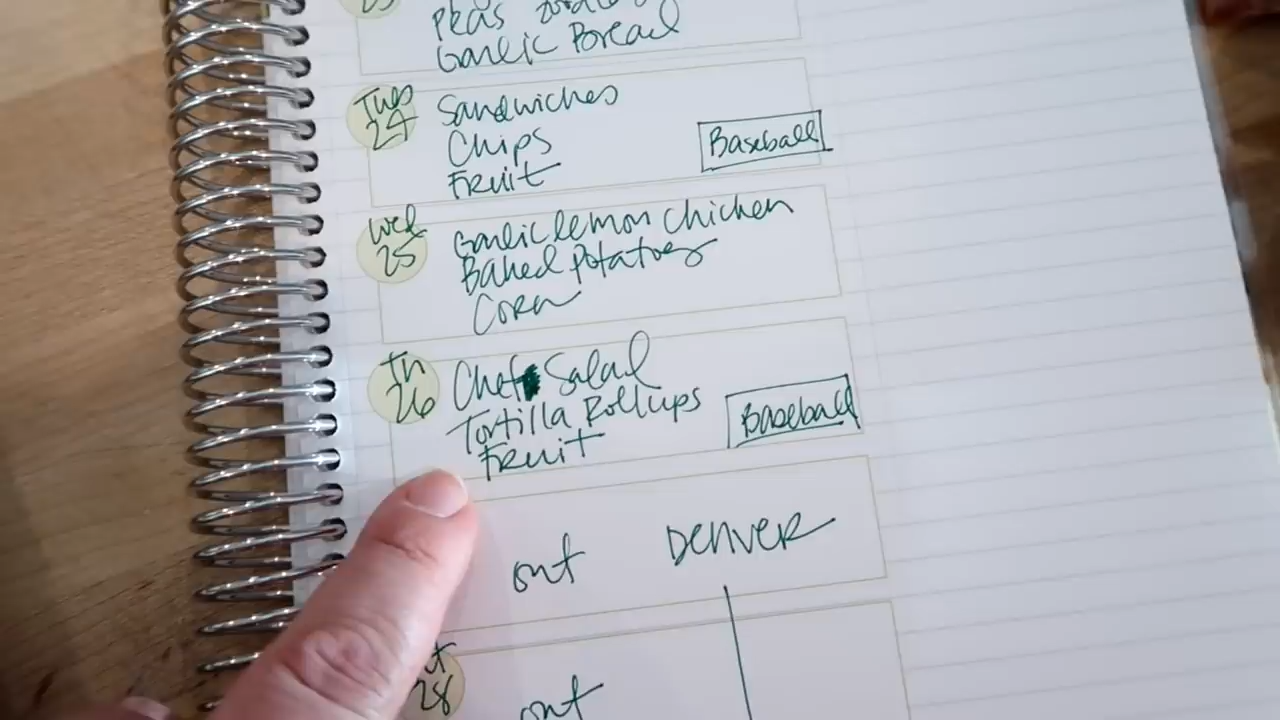 Peas
Garlic Bread
Tues
24
Sandwiches
Chips
Fruit
Baseball
Wed
25
Garlic lemon chicken
Baked Potatoes
Corn
Th
26
Chef Salad
Tortilla Rollups
Fruit
Baseball
out
Denver
28
out